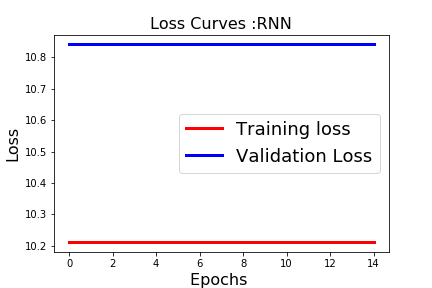 Loss Curves :RNN
10.8
10.7
10.6
10.5
10.4
10.3
10.2
Loss
Training loss
Validation Loss
0 2 4 6 8 10 12 14
Epochs